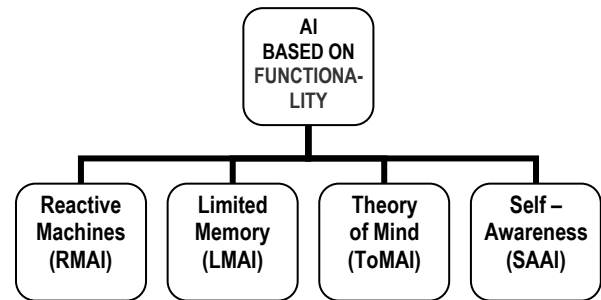 AI
BASED ON
FUNCTIONA-
LITY
Reactive
Machines
(RMAI)
Limited
Memory
(LMAI)
Theory
of Mind
(ToMAI)
Self –
Awareness
(SAAI)